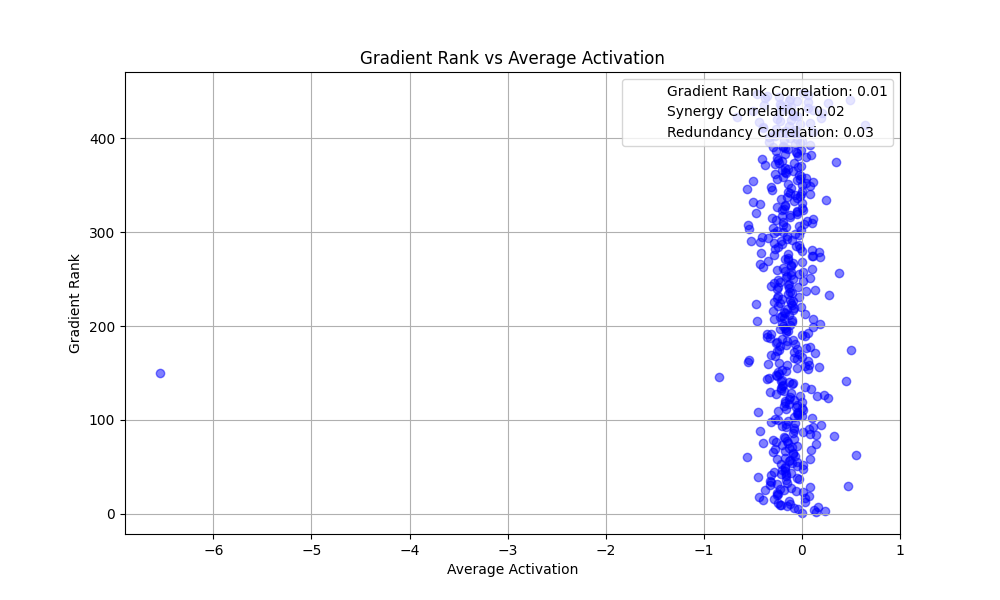 Gradient Rank vs Average Activation
Gradient Rank Correlation: 0.01
Synergy Correlation: 0.02
Redundancy Correlation: 0.03
400
300
200
100
0
Gradient Rank
−6
−5
−4
−3
−2
−1
0
1
Average Activation